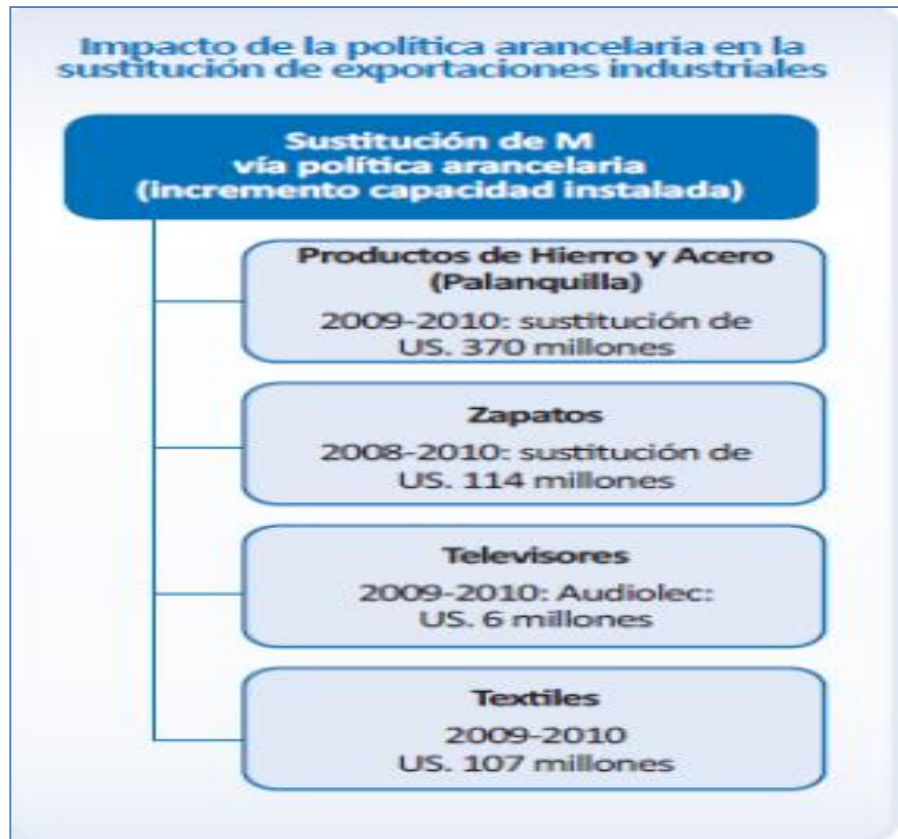 Impacto de la política arancelaria en la
sustitución de exportaciones industriales
Sustitución de M
vía política arancelaria
(incremento capacidad instalada)
Productos de Hierro y Acero
(Palanquilla)
2009-2010: sustitución de
US. 370 millones
Zapatos
2008-2010: sustitución de
US. 114 millones
Televisores
2009-2010: Audiolec:
US. 6 millones
Textiles
2009-2010
US. 107 millones